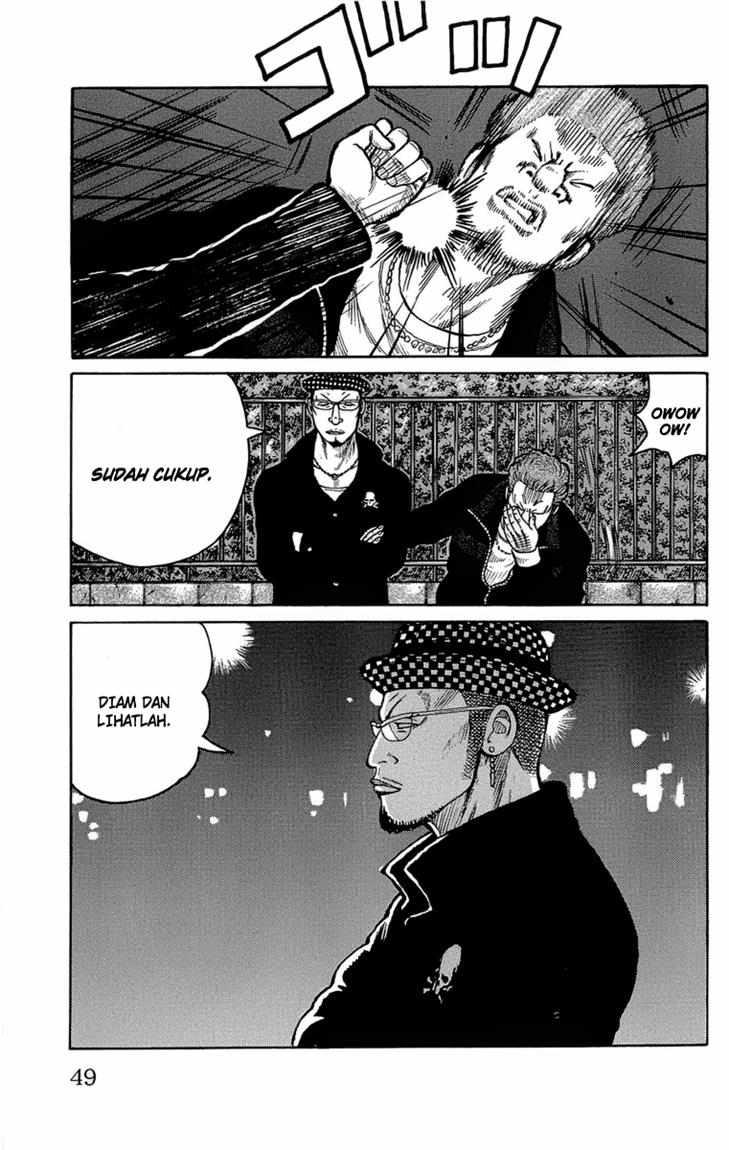 ゴッ
OWOW
OW!
SUDAH CUKUP.
DIAM DAN
LIHATLAH.
49